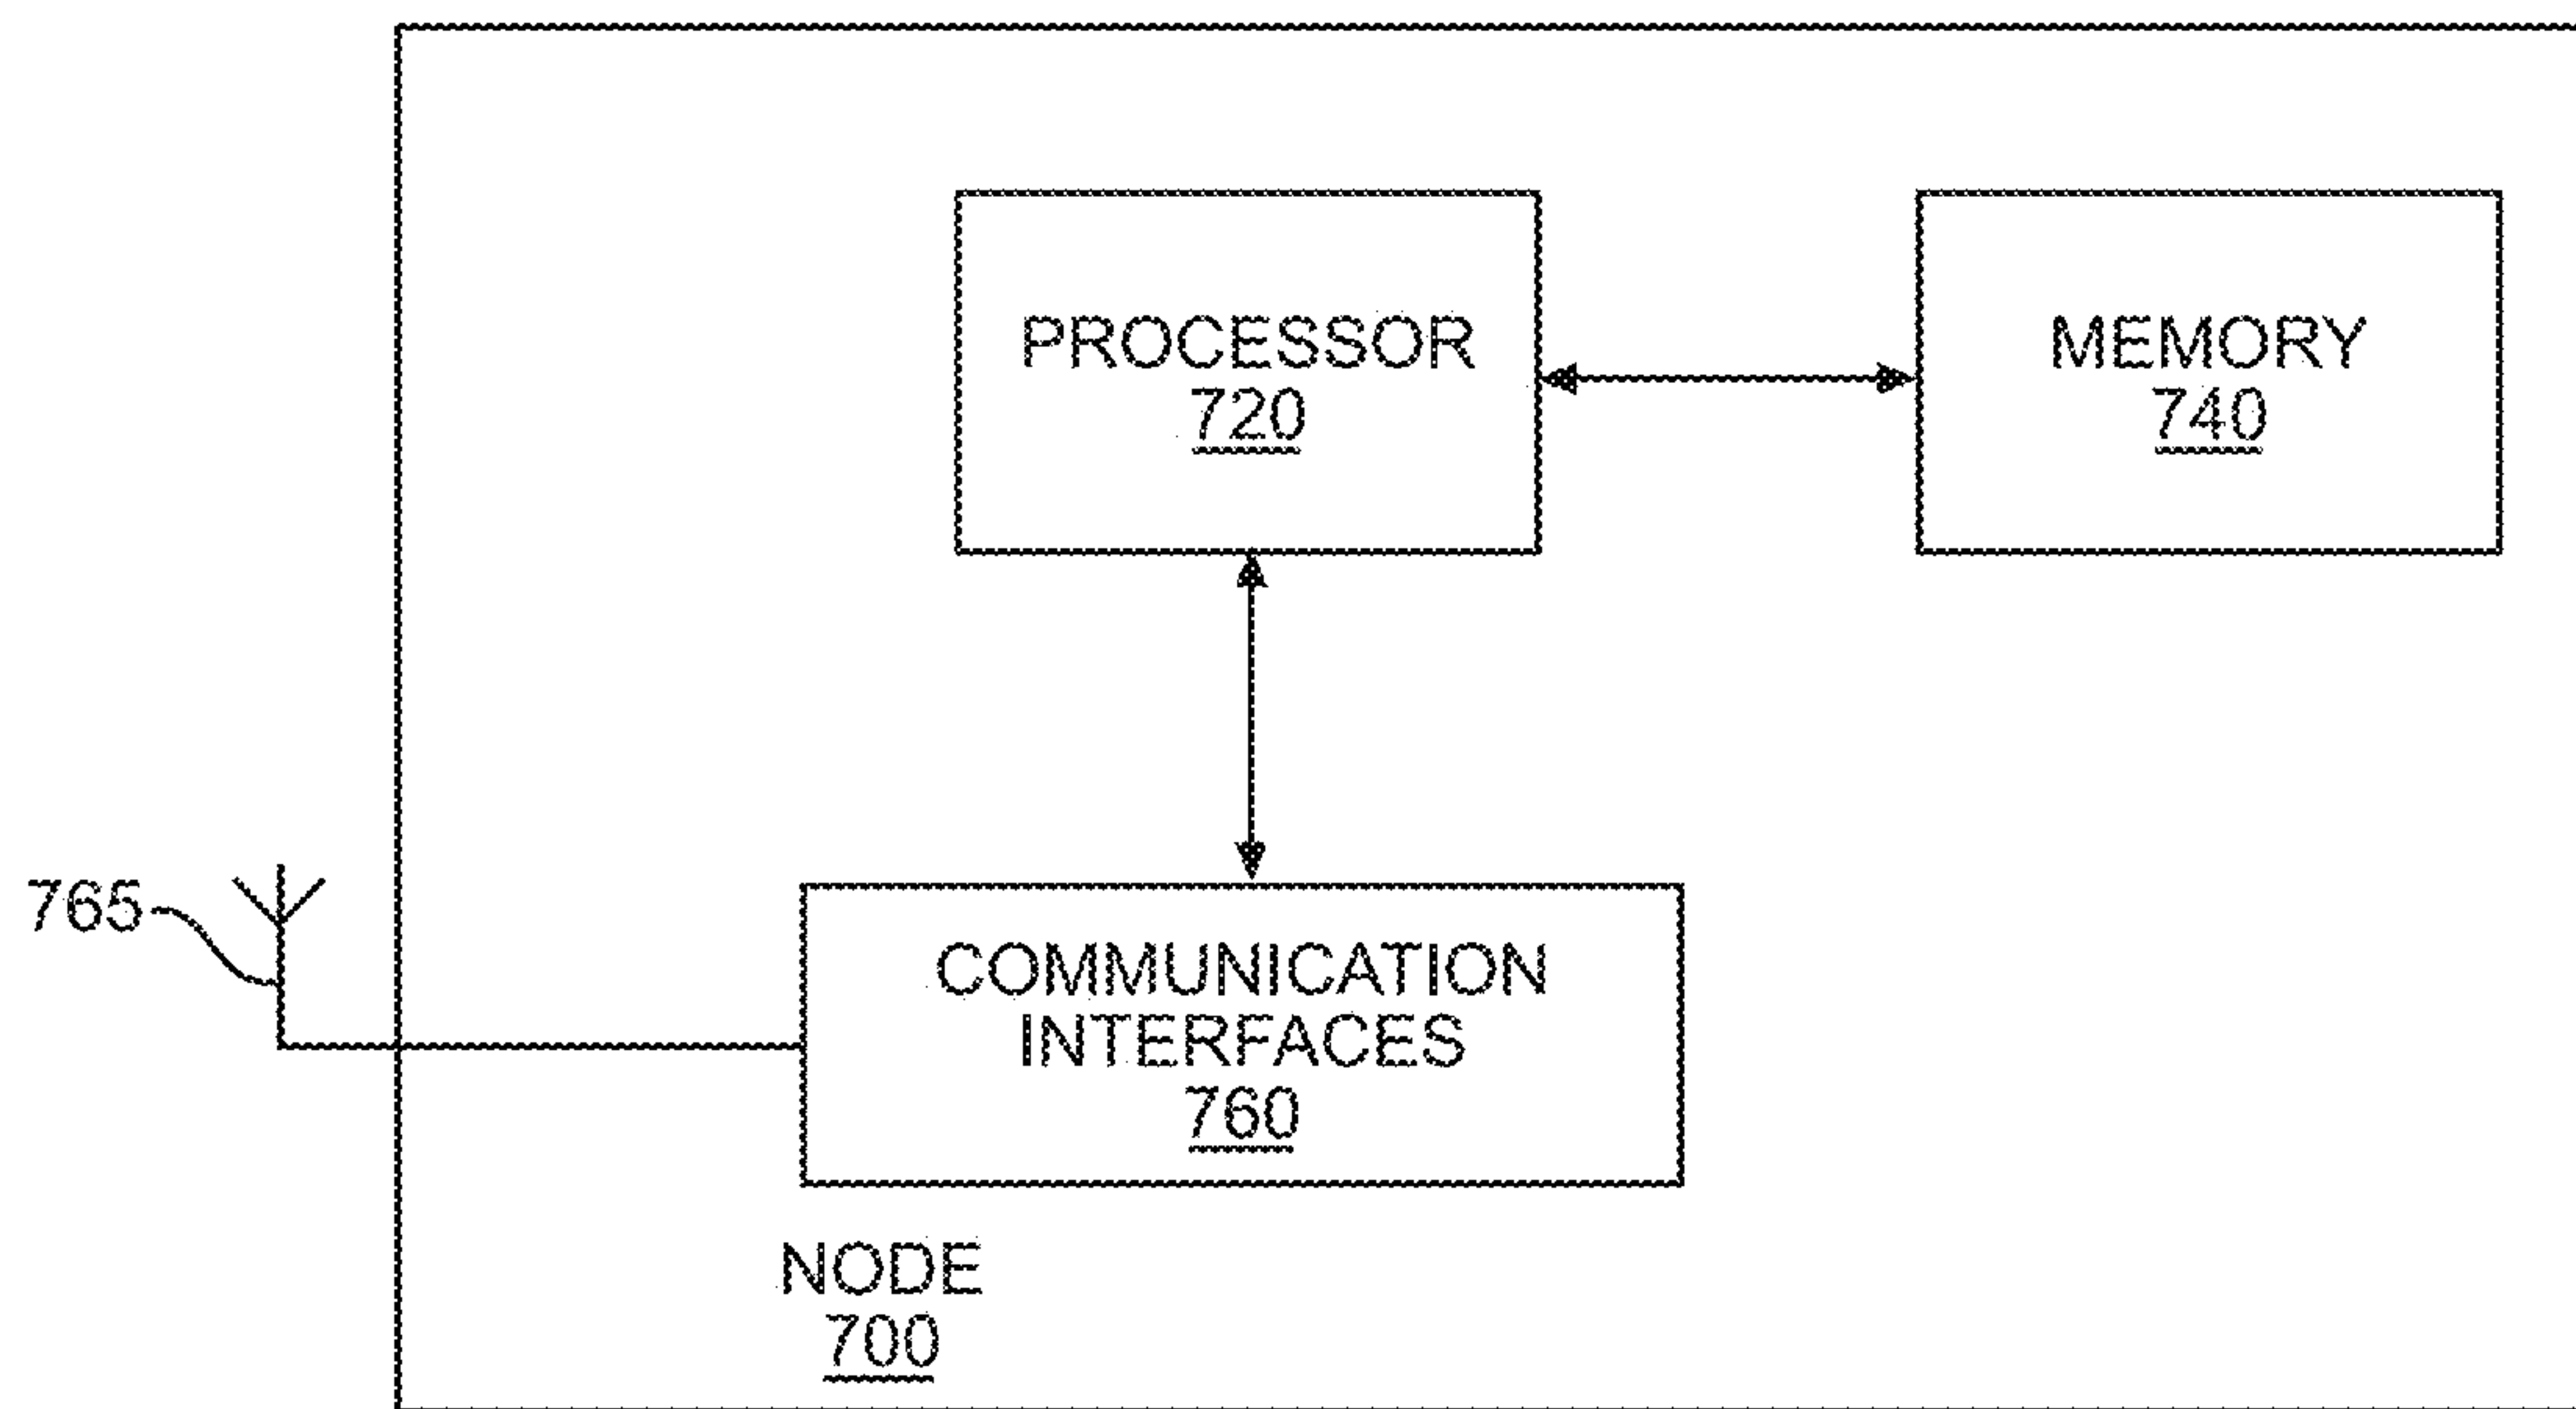 PROCESSOR
720
MEMORY
740
765
COMMUNICATION
INTERFACES
760
NODE
700